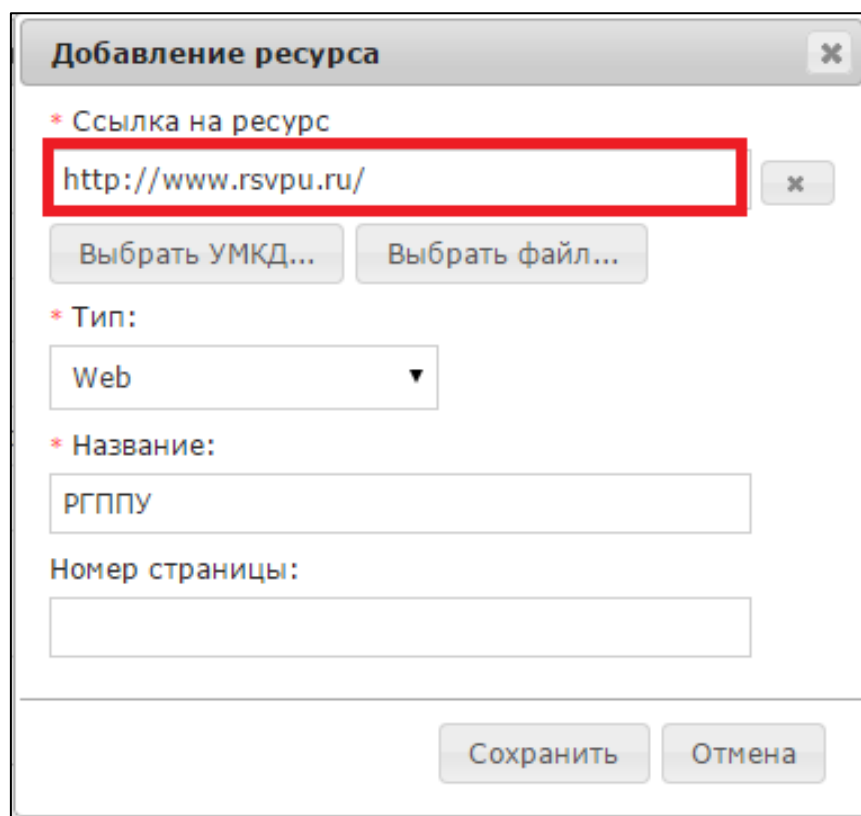 Добавление ресурса
* Ссылка на ресурс
http://www.rsvpu.ru/
Выбрать УМКД... Выбрать файл...
* Тип:
Web
* Название:
РГППУ
Номер страницы:
Сохранить Отмена